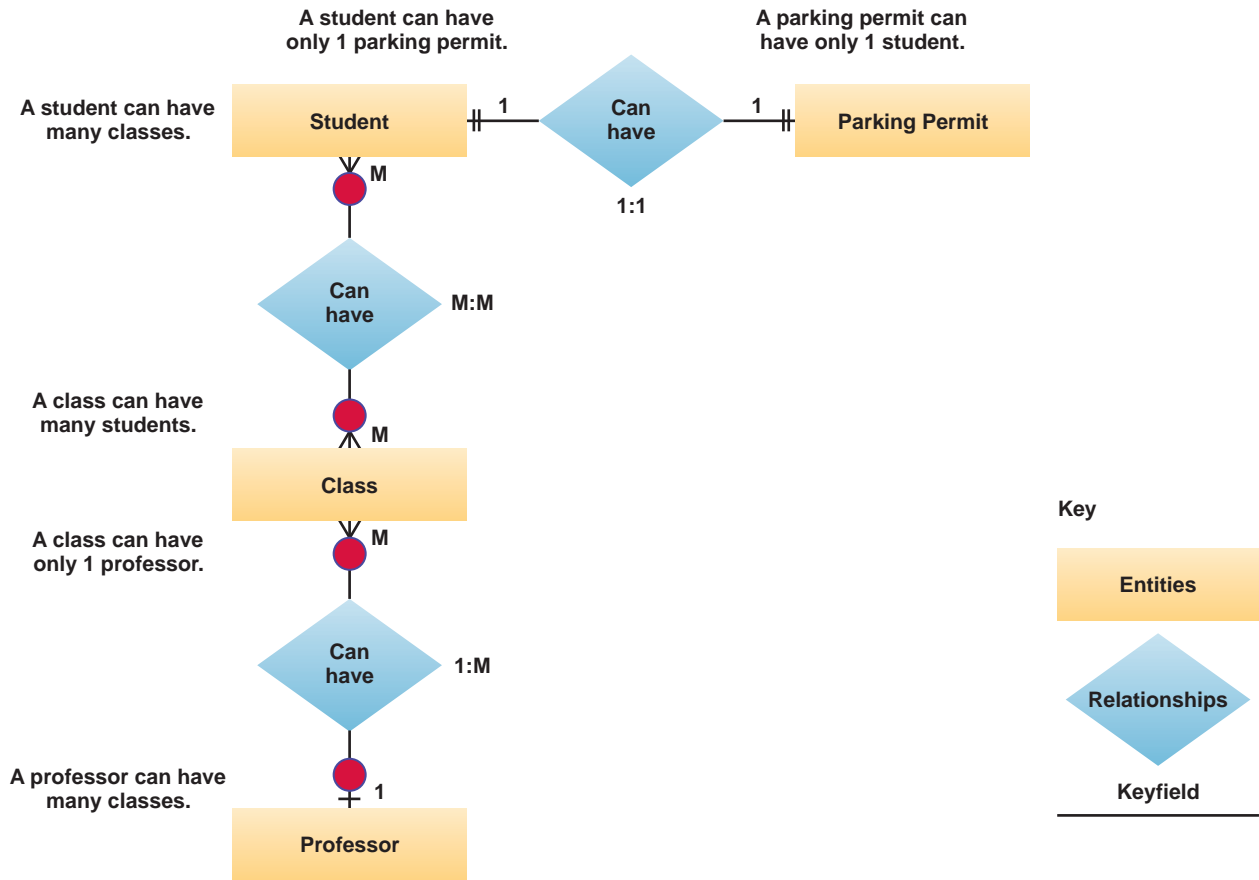 A student can have
only 1 parking permit.
A parking permit can
have only 1 student.
A student can have
many classes.
Student
1
Can
have
1
Parking Permit
1:1
M
Can
have
M:M
A class can have
many students.
M
Class
A class can have
only 1 professor.
M
Can
have
1:M
A professor can have
many classes.
1
Professor
Key
Entities
Relationships
Keyfield